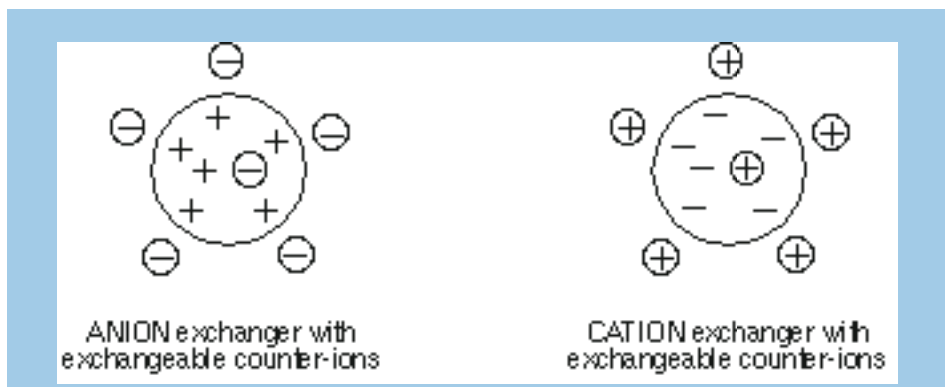 ANION exchanger with
exchangeable counter-ions
CATION exchanger with
exchangeable counter-ions